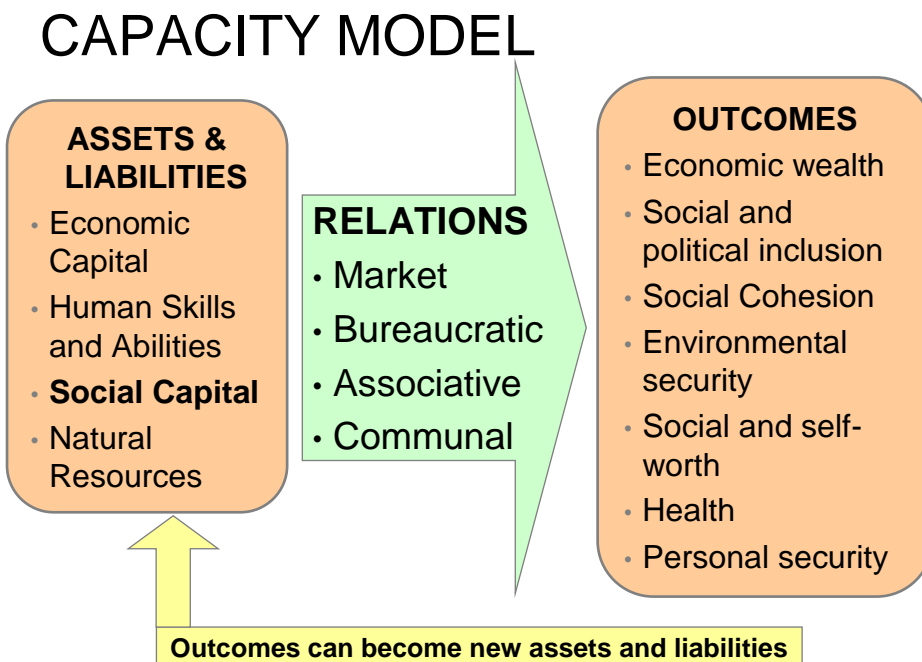 CAPACITY MODEL
ASSETS &
LIABILITIES
• Economic
Capital
• Human Skills
and Abilities
• Social Capital
• Natural
Resources
RELATIONS
• Market
• Bureaucratic
• Associative
• Communal
OUTCOMES
• Economic wealth
• Social and
political inclusion
• Social Cohesion
• Environmental
security
• Social and self-
worth
• Health
• Personal security
Outcomes can become new assets and liabilities